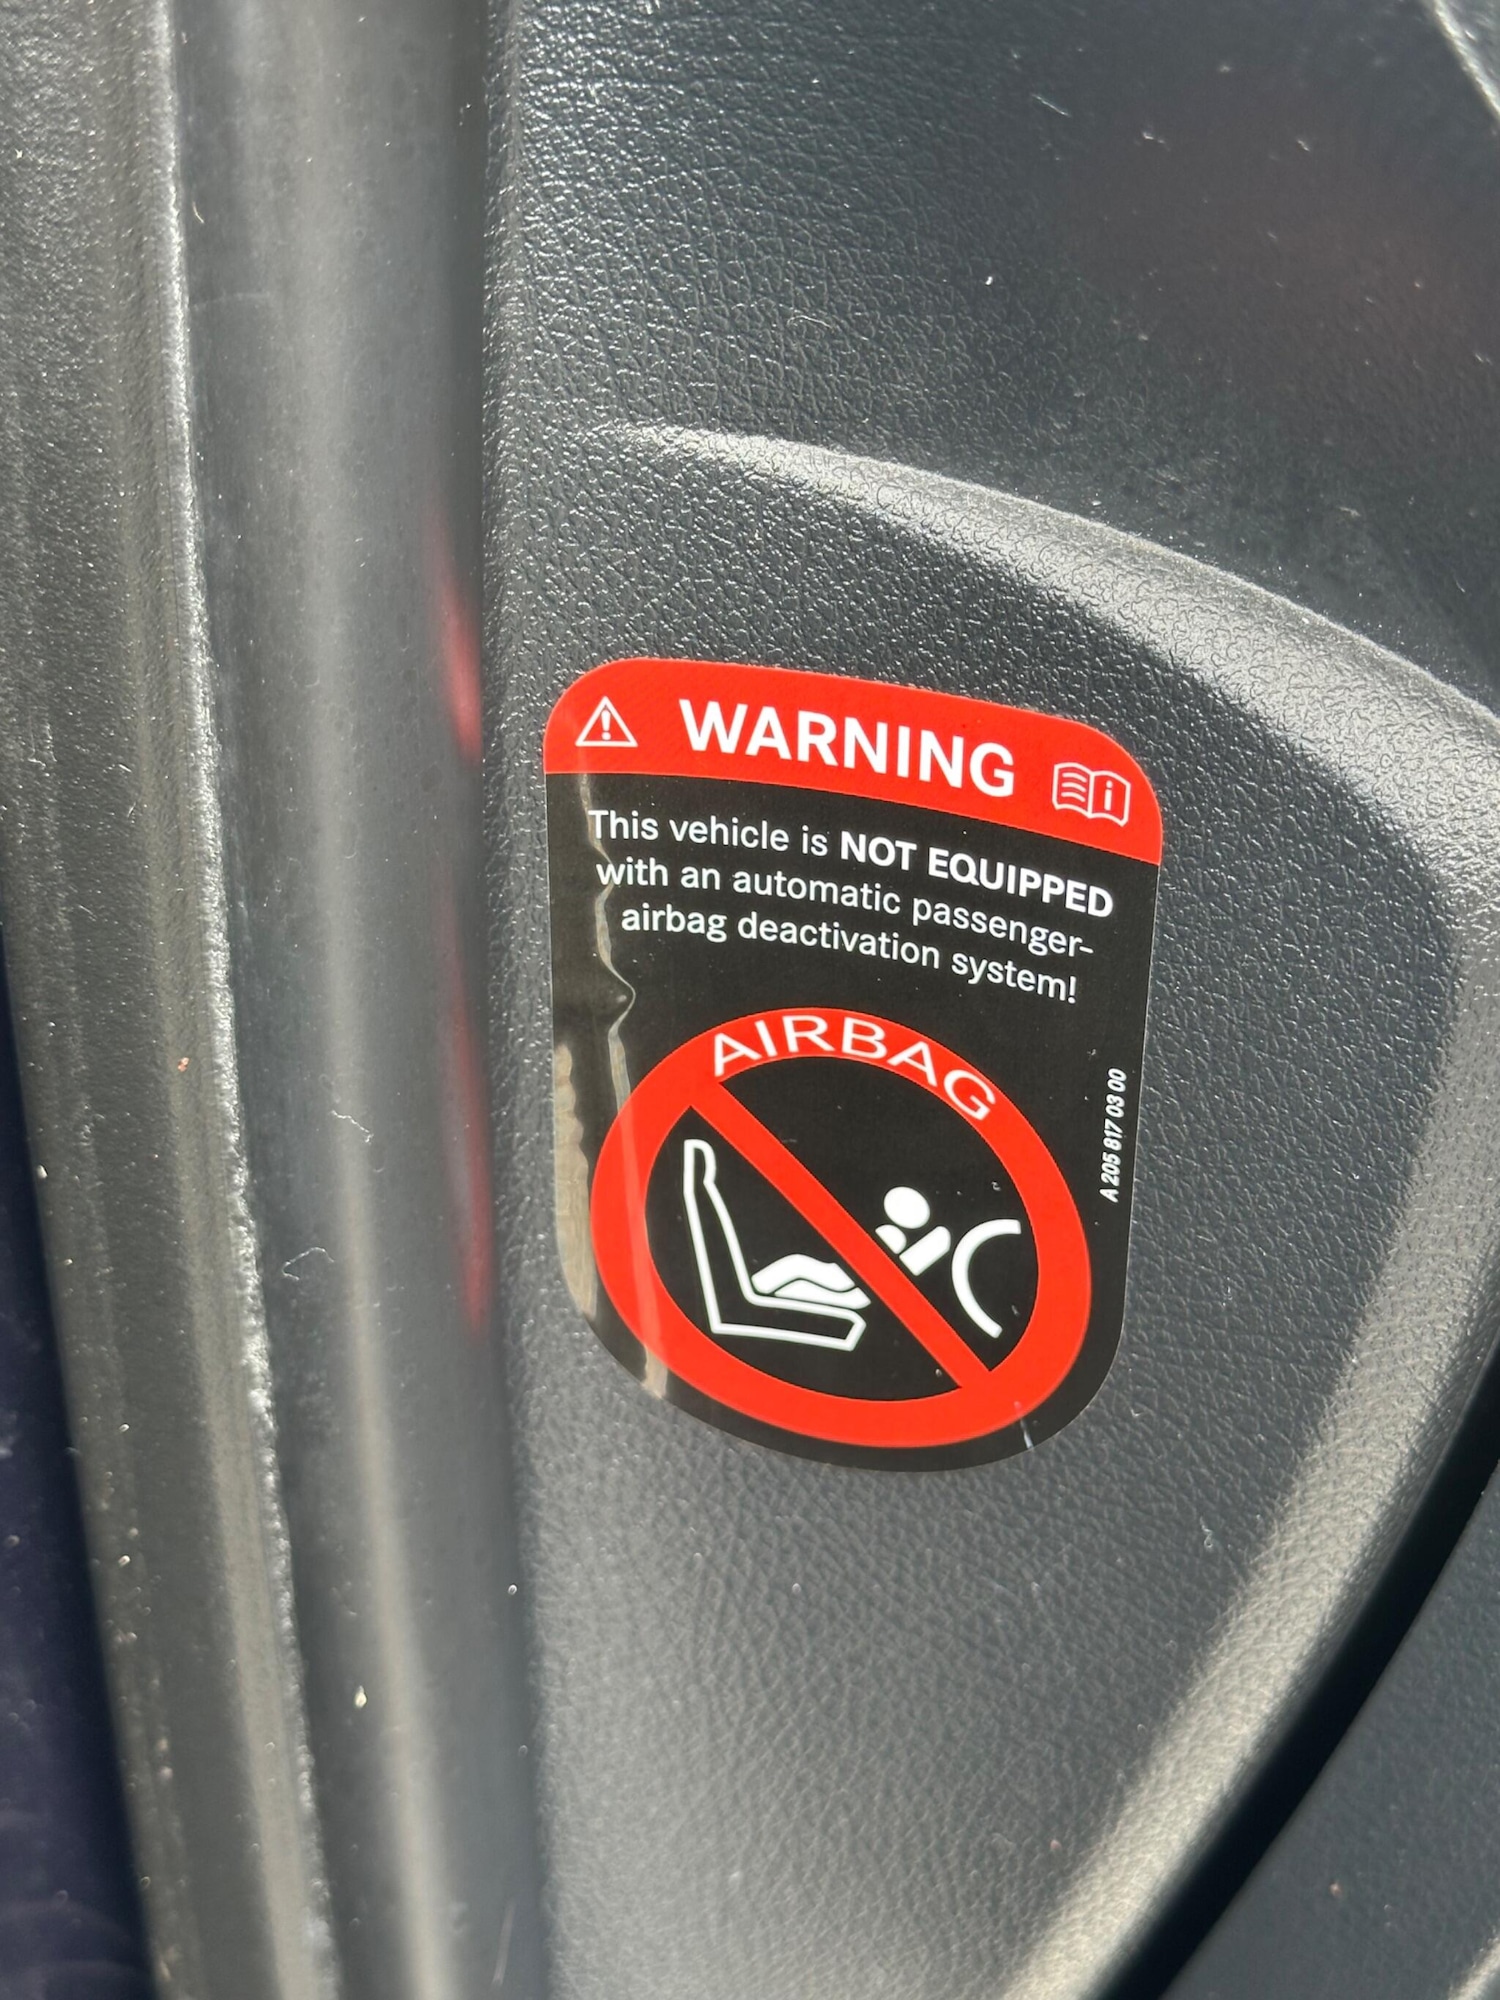 WARNING
This vehicle is NOT EQUIPPED
with an automatic passenger-
airbag deactivation system!
AIRBAG
A 205 817 03 00